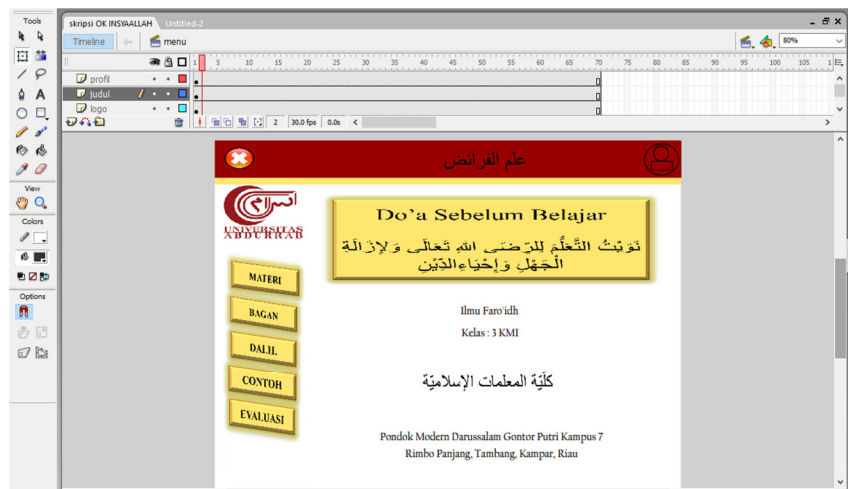 Tools
skripsi OK INSYAALLAH
Untitled-2
Timeline
menu
80%
1 5 10 15 20 25 30 35 40 45 50 55 60 65 70 75 80 85 90 95 100 105 1
profil
judul
logo
2 30.0 fps 0.0s
View
Colors
Options
علم الفرائض
UNIVERSITAS
ABDURRAB
Do'a Sebelum Belajar
نَوَيْتُ التَّعَلُّمَ لِلرِّضَى اللهِ تَعَالَى وَلِإزَالَةِ
الْجَهْلِ وَإِحْيَاءِالدِّيْنِ
MATERI
BAGAN
DALIL
CONTOH
EVALUASI
Ilmu Faro'idh
Kelas : 3 KMI
كلّيّة المعلمات الإسلاميّة
Pondok Modern Darussalam Gontor Putri Kampus 7
Rimbo Panjang, Tambang, Kampar, Riau